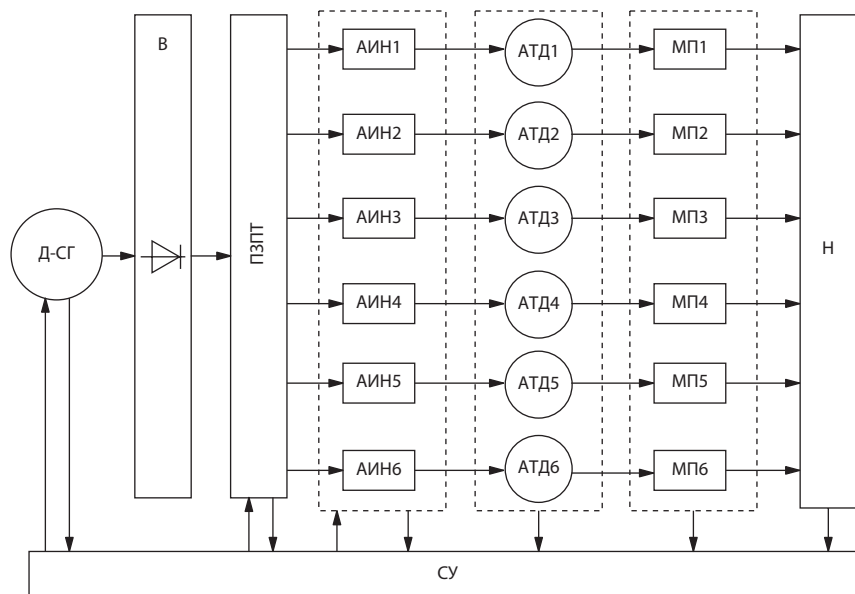 В
АИН1
АТД1
МП1
АИН2
АТД2
МП2
АИН3
АТД3
МП3
Д-СГ
ПЗПТ
Н
АИН4
АТД4
МП4
АИН5
АТД5
МП5
АИН6
АТД6
МП6
СУ